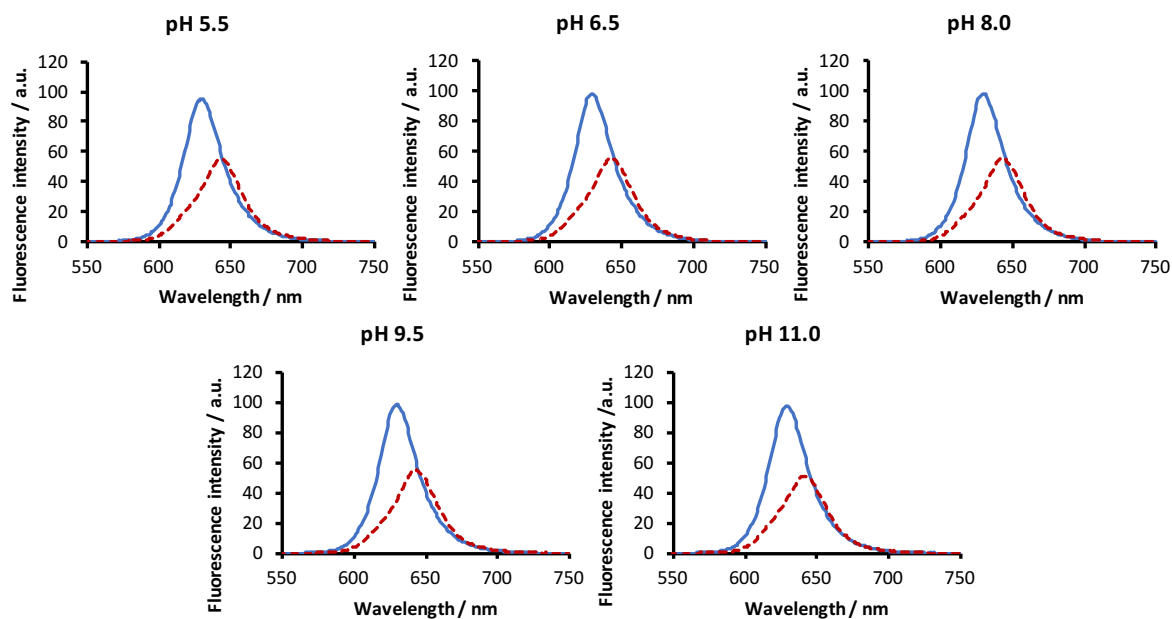 pH 5.5
Fluorescence intensity / a.u.
120
100
80
60
40
20
0
550 600 650 700 750
Wavelength / nm
pH 6.5
Fluorescence intensity / a.u.
120
100
80
60
40
20
0
550 600 650 700 750
Wavelength / nm
pH 8.0
Fluorescence intensity / a.u.
120
100
80
60
40
20
0
550 600 650 700 750
Wavelength / nm
pH 9.5
Fluorescence intensity / a.u.
120
100
80
60
40
20
0
550 600 650 700 750
Wavelength / nm
pH 11.0
Fluorescence intensity /a.u.
120
100
80
60
40
20
0
550 600 650 700 750
Wavelength / nm